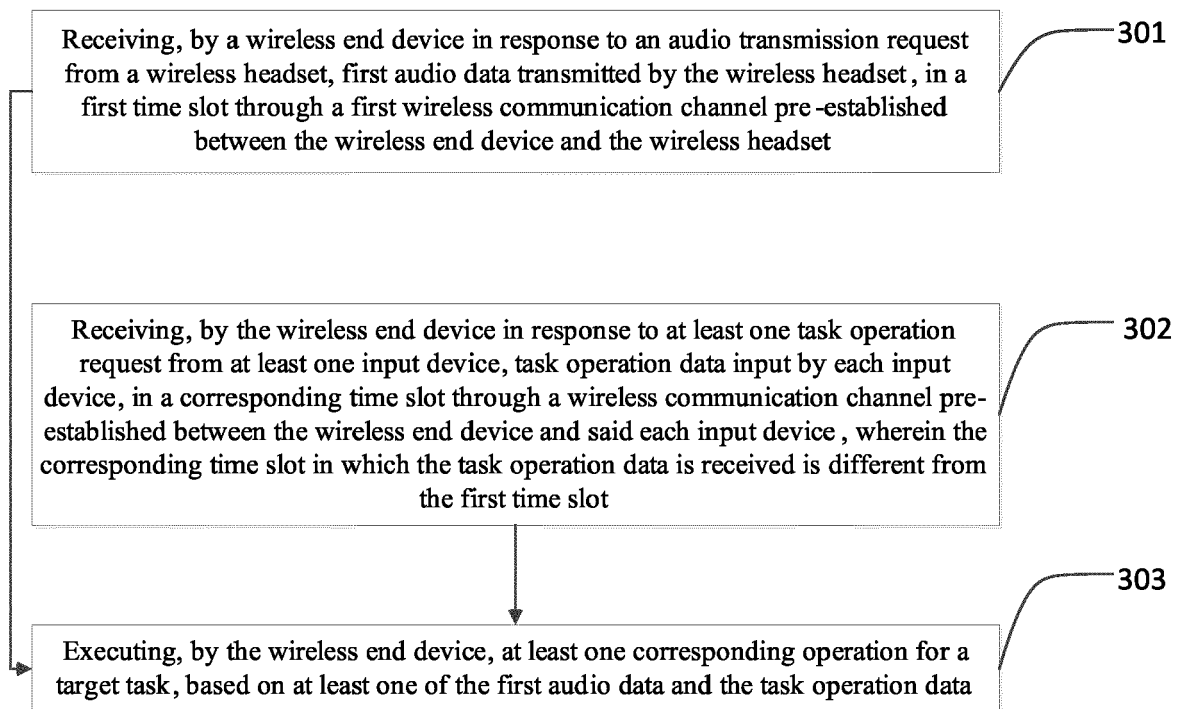 Receiving, by a wireless end device in response to an audio transmission request
from a wireless headset, first audio data transmitted by the wireless headset, in a
first time slot through a first wireless communication channel pre-established
between the wireless end device and the wireless headset
301
Receiving, by the wireless end device in response to at least one task operation
request from at least one input device, task operation data input by each input
device, in a corresponding time slot through a wireless communication channel pre-
established between the wireless end device and said each input device, wherein the
corresponding time slot in which the task operation data is received is different from
the first time slot
302
Executing, by the wireless end device, at least one corresponding operation for a
target task, based on at least one of the first audio data and the task operation data
303